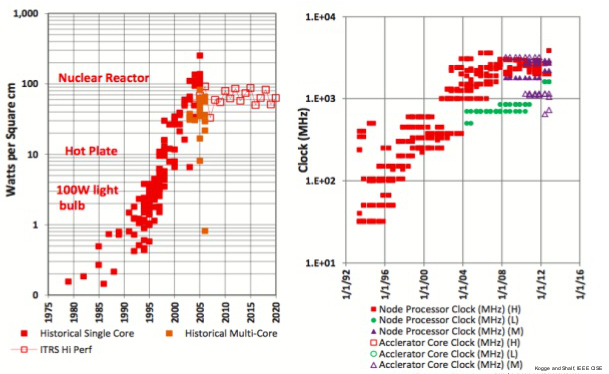 1,000
100
10
1
0
Watts per Square cm
Nuclear Reactor
Hot Plate
100W light
bulb
1975
1980
1985
1990
1995
2000
2005
2010
2015
2020
Historical Single Core
Historical Multi-Core
ITRS Hi Perf
1.E+04
1.E+03
1.E+02
1.E+01
Clock (MHz)
1/1/92
1/1/96
1/1/00
1/1/04
1/1/08
1/1/12
1/1/16
Node Processor Clock (MHz) (H)
Node Processor Clock (MHz) (L)
Node Processor Clock (MHz) (M)
Acclerator Core Clock (MHz) (H)
Acclerator Core Clock (MHz) (L)
Acclerator Core Clock (MHz) (M)
Kogge and Shalf, IEEE CISE